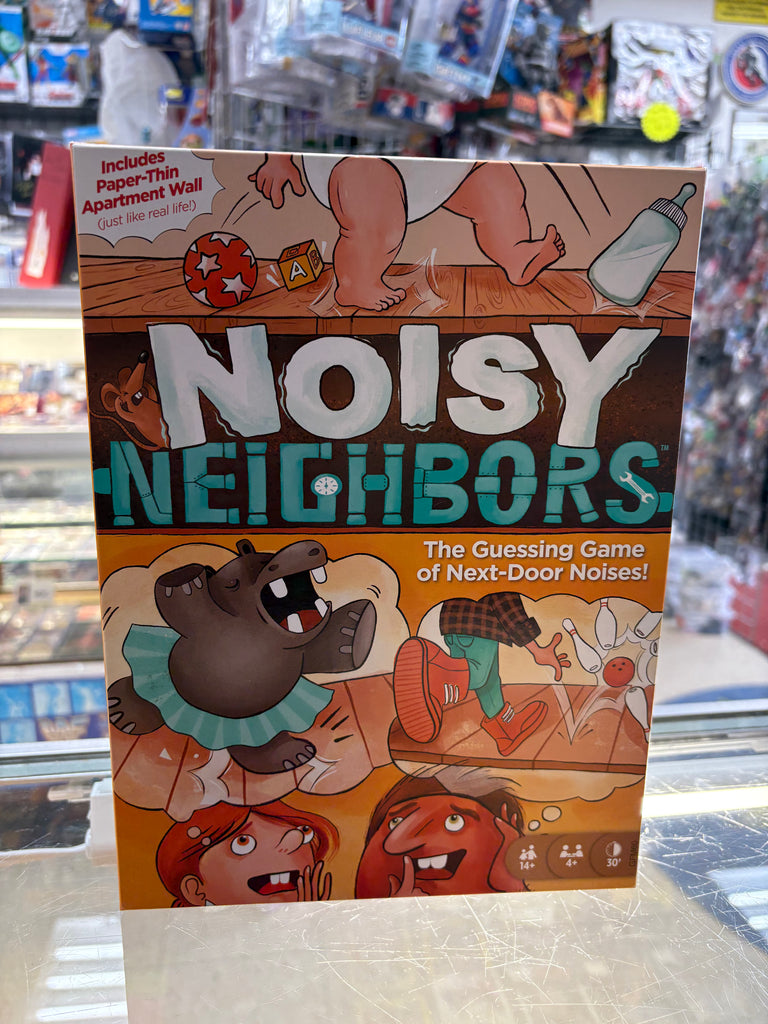 Includes
Paper-Thin
Apartment Wall
(just like real life!)
A
NOISY
NEIGHBORS™
The Guessing Game
of Next-Door Noises!
14+
4+
30'